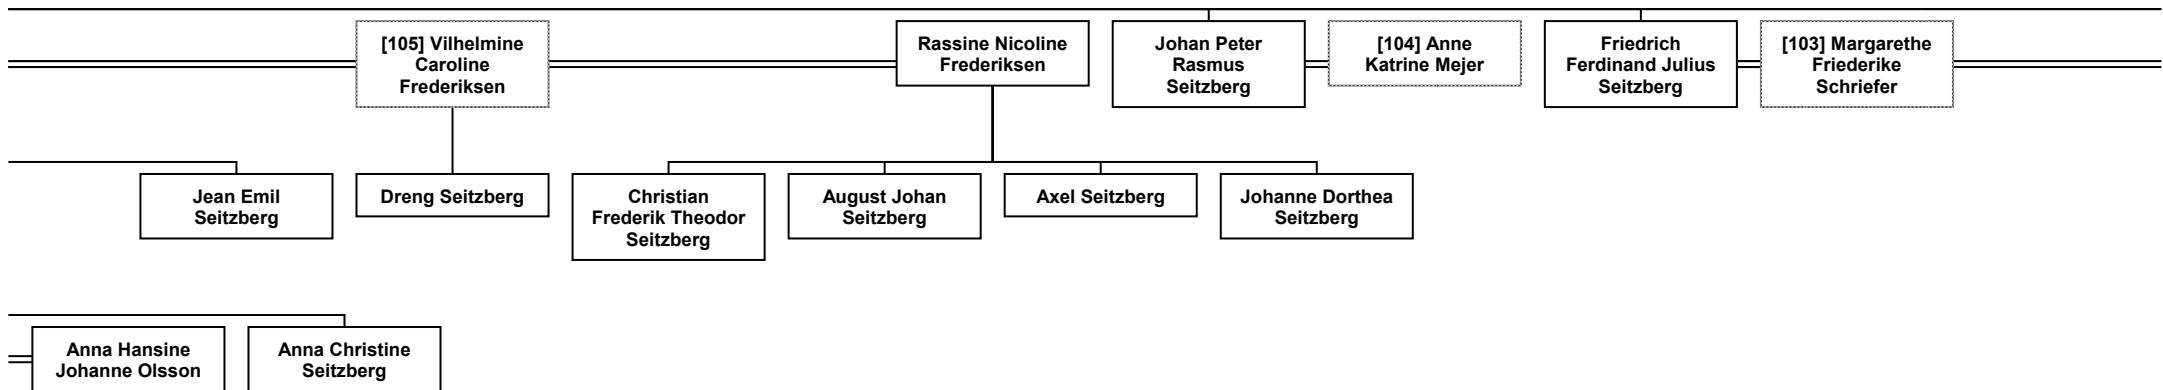 [105] Vilhelmine
Caroline
Frederiksen
Rassine Nicoline
Frederiksen
Johan Peter
Rasmus
Seitzberg
[104] Anne
Katrine Mejer
Friedrich
Ferdinand Julius
Seitzberg
[103] Margarethe
Friederike
Schriefer
Jean Emil
Seitzberg
Dreng Seitzberg
Christian
Frederik Theodor
Seitzberg
August Johan
Seitzberg
Axel Seitzberg
Johanne Dorthea
Seitzberg
Anna Hansine
Johanne Olsson
Anna Christine
Seitzberg